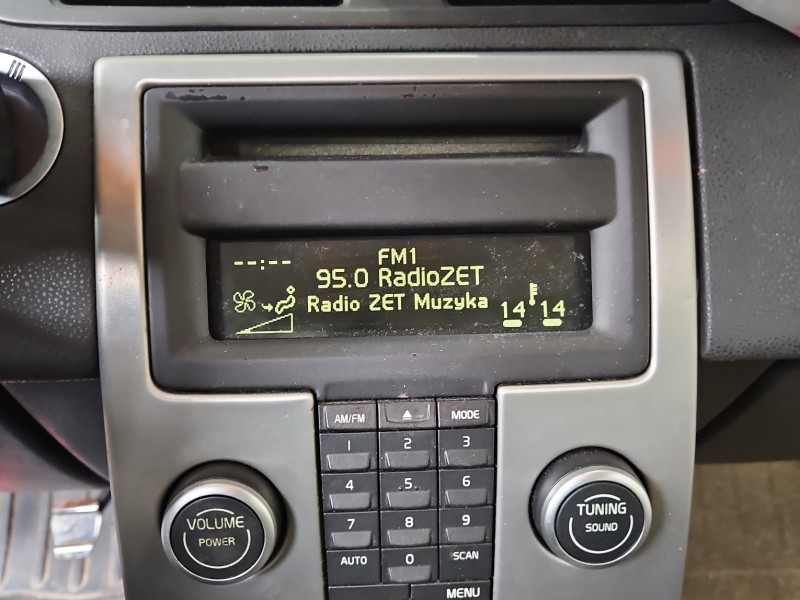 --:-- FM1
95.0 RadioZET
Radio ZET Muzyka
14 14
AM/FM MODE
1 2 3
4 5 6
7 8 9
AUTO 0 SCAN
MENU
VOLUME
POWER
TUNING
SOUND